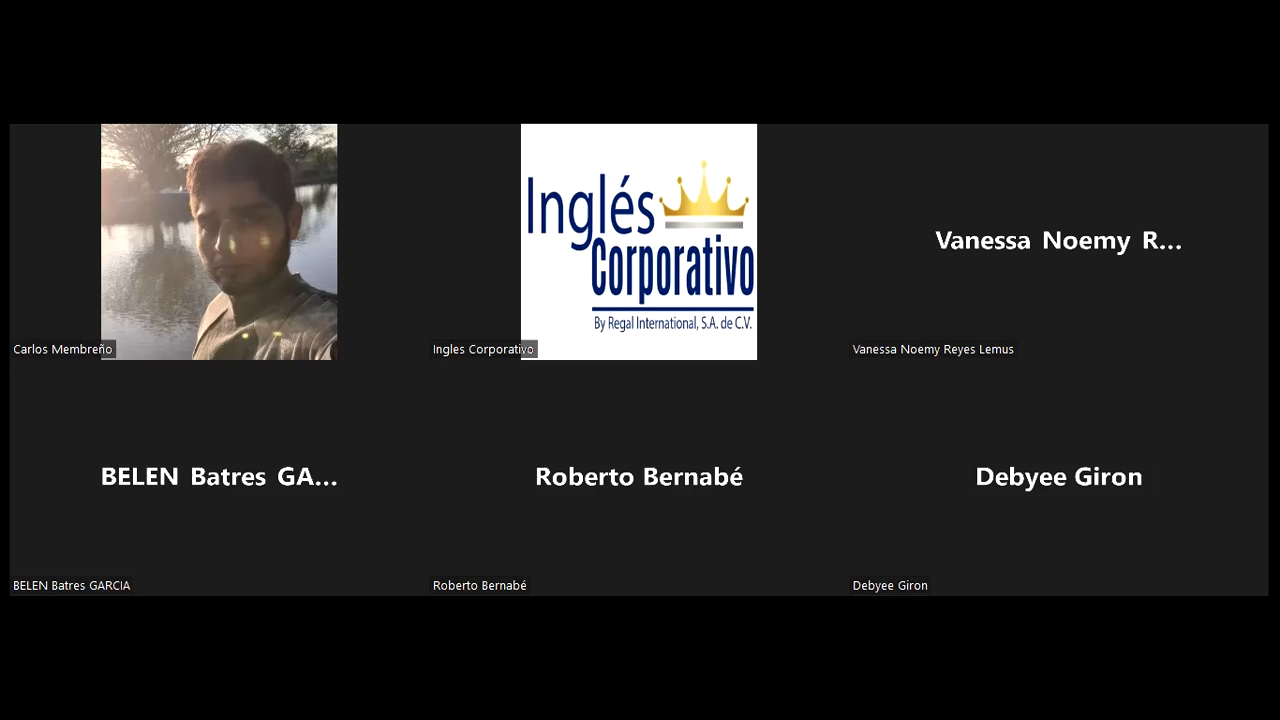 Inglés
Corporativo
By Regal International, S.A. de C.V.
Vanessa Noemy R...
Carlos Membreño
Ingles Corporativo
Vanessa Noemy Reyes Lemus
BELEN Batres GA...
Roberto Bernabé
Debyee Giron
BELEN Batres GARCIA
Roberto Bernabé
Debyee Giron